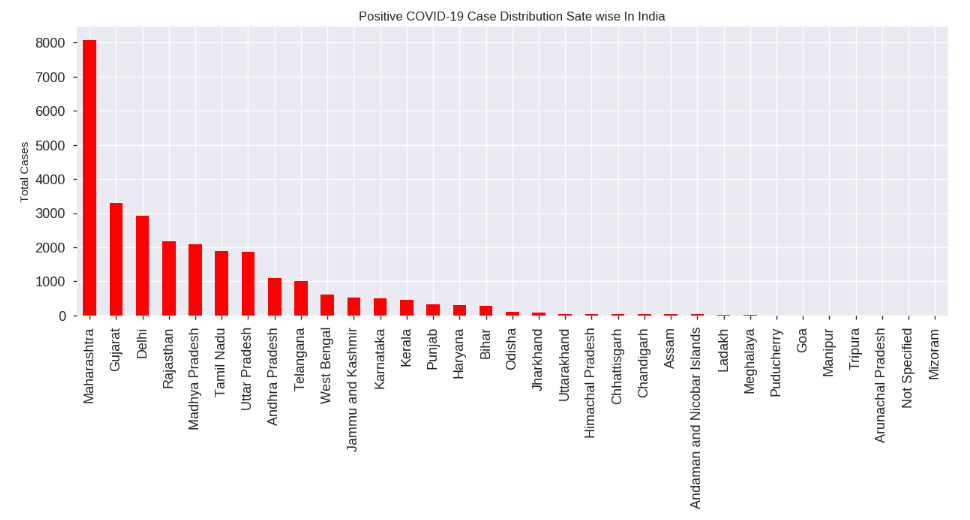 Positive COVID-19 Case Distribution Sate wise In India
Total Cases
8000
7000
6000
5000
4000
3000
2000
1000
0
Maharashtra
Gujarat
Delhi
Rajasthan
Madhya Pradesh
Tamil Nadu
Uttar Pradesh
Andhra Pradesh
Telangana
West Bengal
Jammu and Kashmir
Karnataka
Kerala
Punjab
Haryana
Bihar
Odisha
Jharkhand
Uttarakhand
Himachal Pradesh
Chhattisgarh
Chandigarh
Assam
Andaman and Nicobar Islands
Ladakh
Meghalaya
Puducherry
Goa
Manipur
Tripura
Arunachal Pradesh
Not Specified
Mizoram